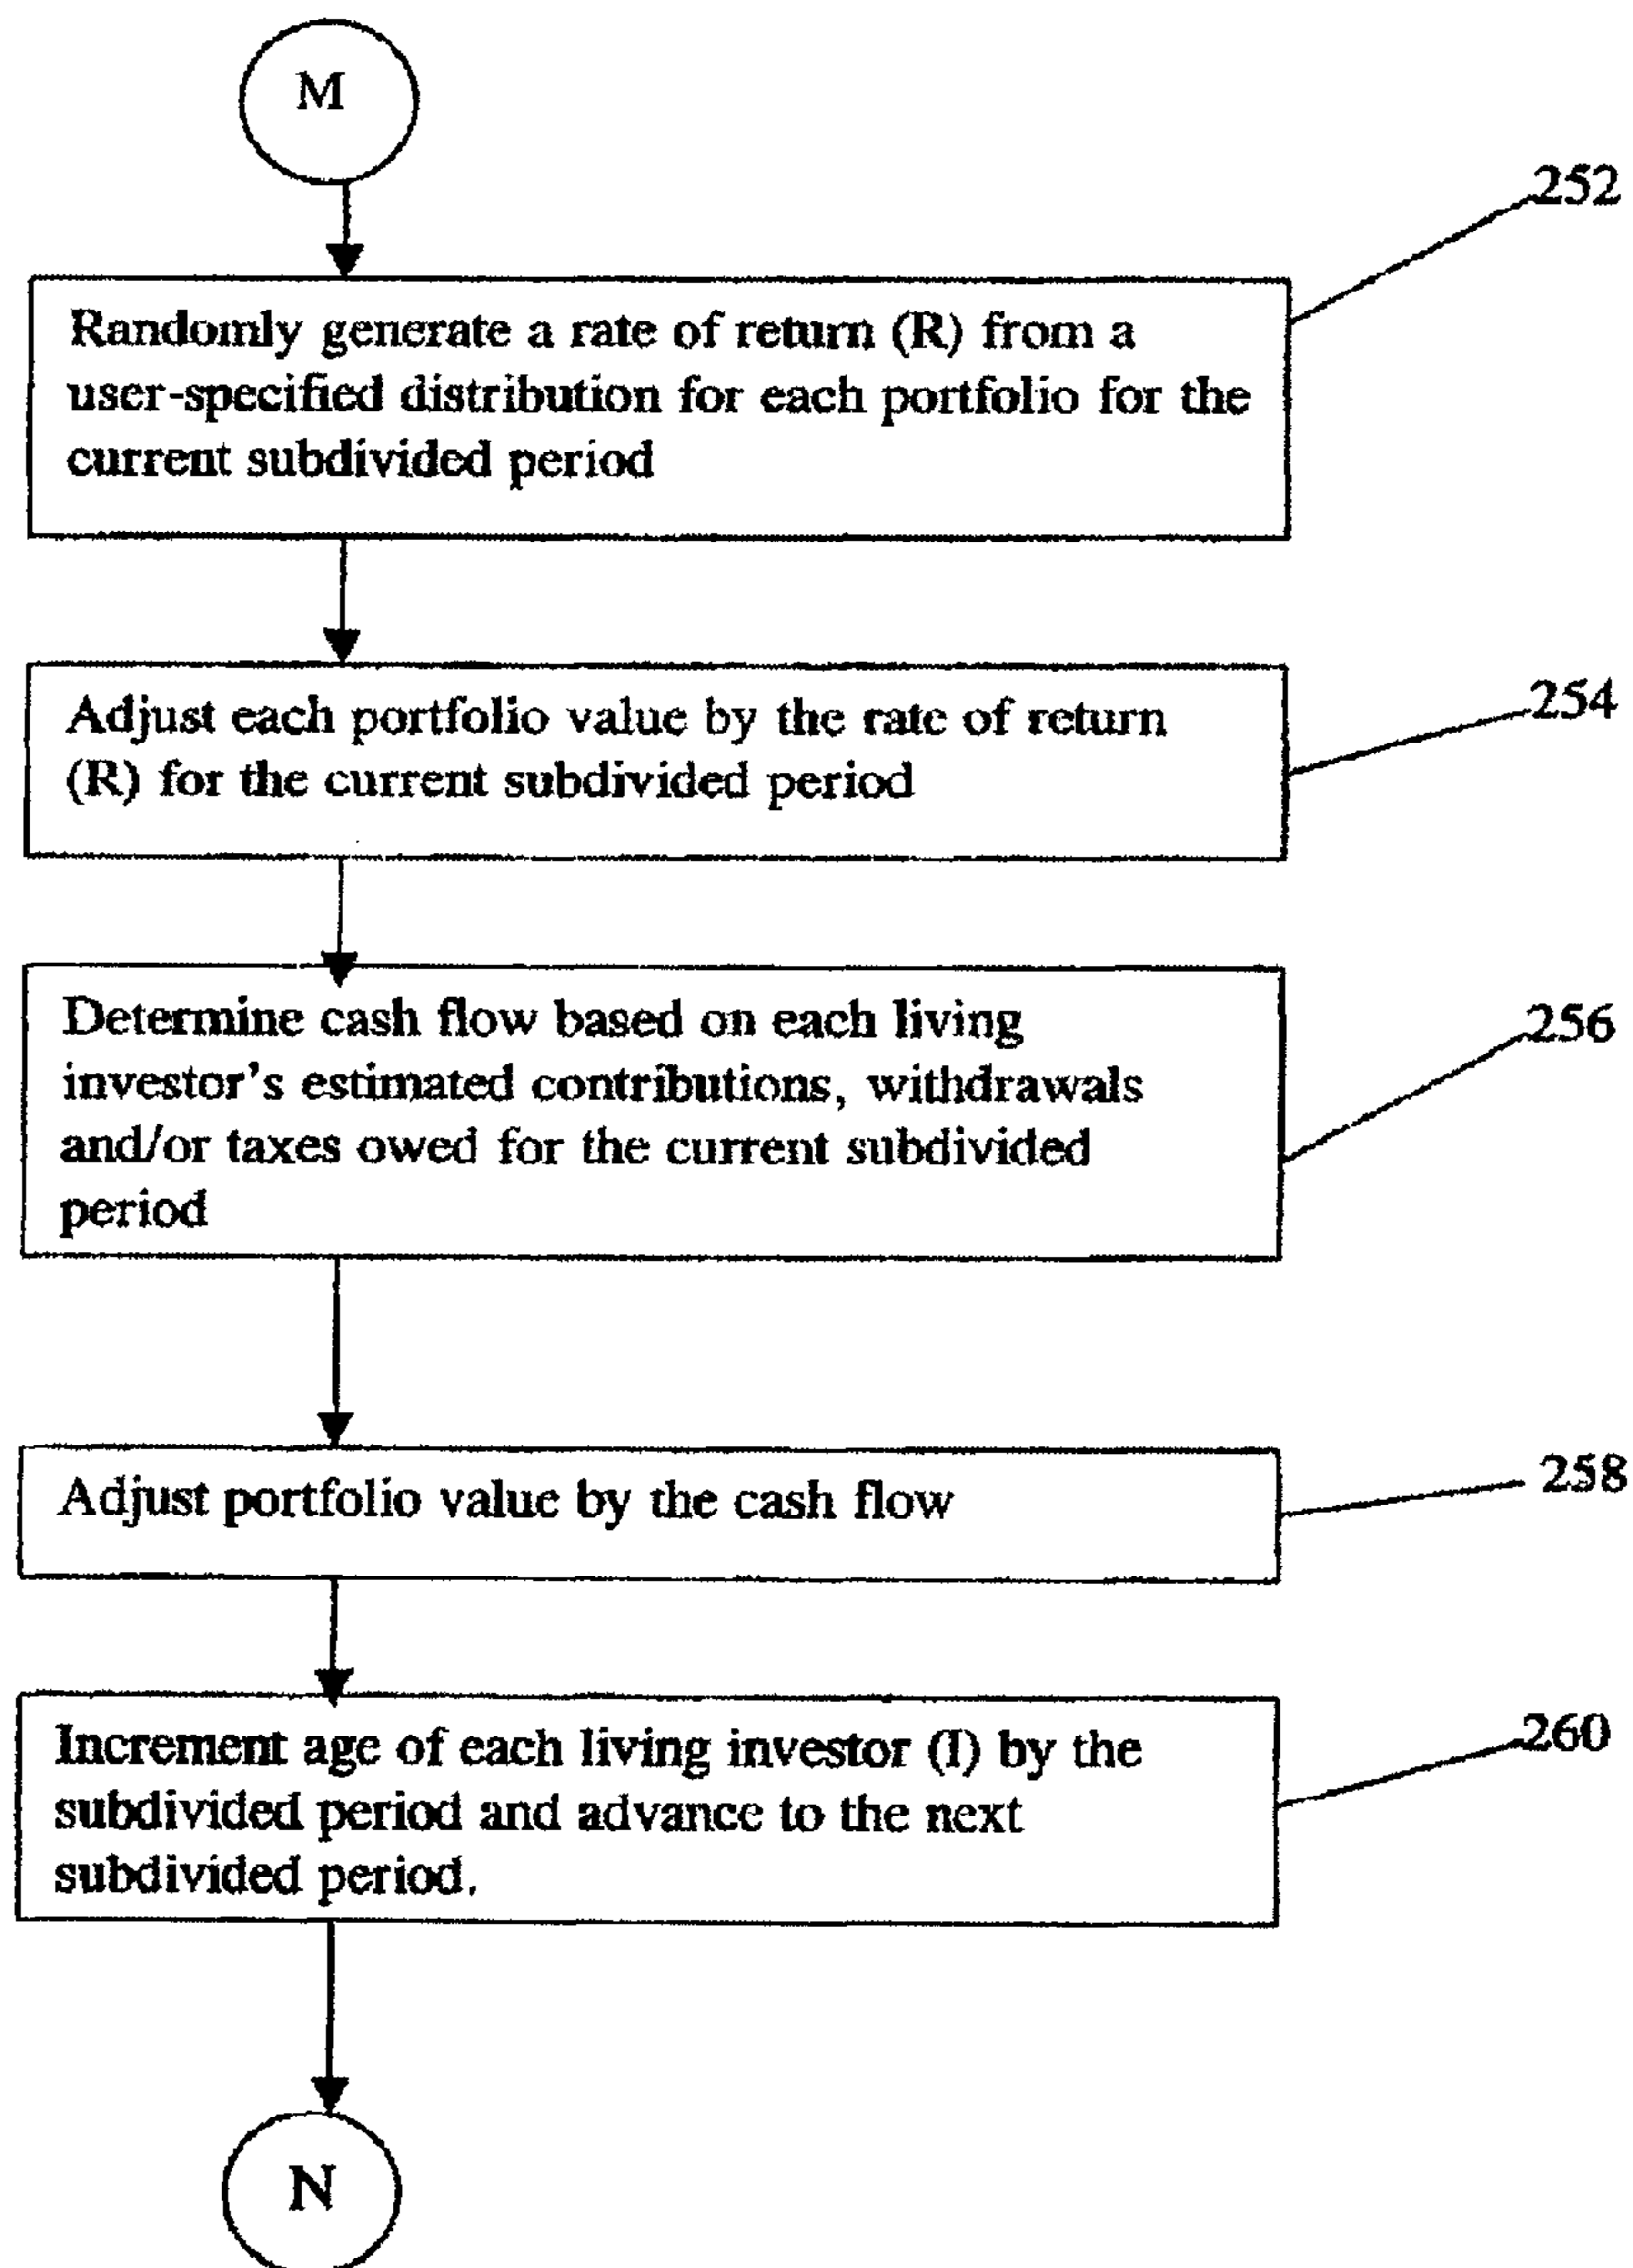 M
252
Randomly generate a rate of return (R) from a
user-specified distribution for each portfolio for the
current subdivided period
254
Adjust each portfolio value by the rate of return
(R) for the current subdivided period
256
Determine cash flow based on each living
investor's estimated contributions, withdrawals
and/or taxes owed for the current subdivided
period
258
Adjust portfolio value by the cash flow
260
Increment age of each living investor (I) by the
subdivided period and advance to the next
subdivided period.
N